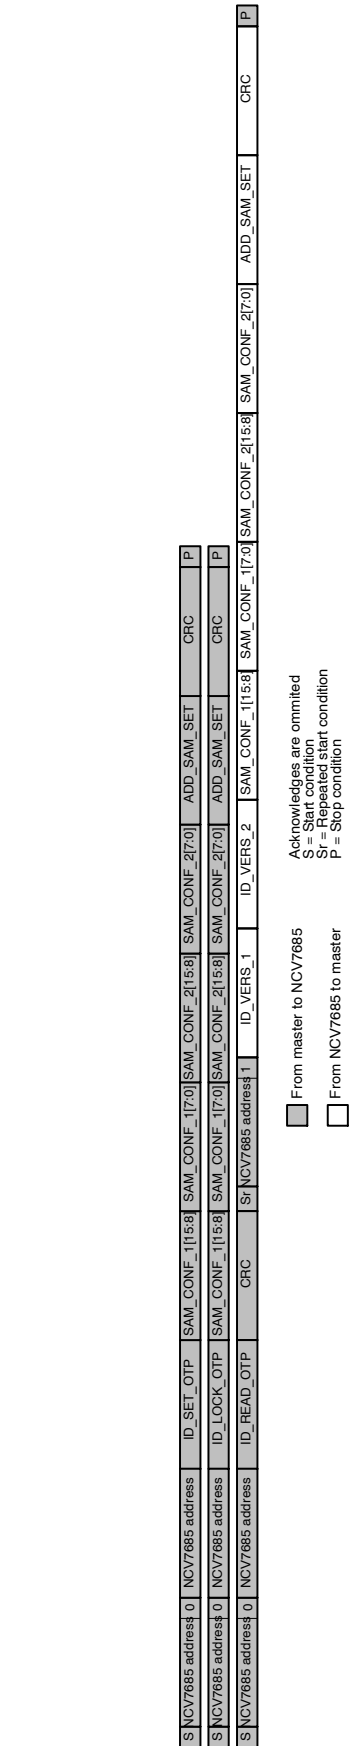 S NCV7685 address 0 NCV7685 address ID_SET_OTP SAM_CONF_1[15:8] SAM_CONF_1[7:0] SAM_CONF_2[15:8] SAM_CONF_2[7:0] ADD_SAM_SET CRC P
S NCV7685 address 0 NCV7685 address ID_LOCK_OTP SAM_CONF_1[15:8] SAM_CONF_1[7:0] SAM_CONF_2[15:8] SAM_CONF_2[7:0] ADD_SAM_SET CRC P
S NCV7685 address 0 NCV7685 address ID_READ_OTP CRC Sr NCV7685 address 1 ID_VERS_1 ID_VERS_2 SAM_CONF_1[15:8] SAM_CONF_1[7:0] SAM_CONF_2[15:8] SAM_CONF_2[7:0] ADD_SAM_SET CRC P
From master to NCV7685
From NCV7685 to master
Acknowledges are ommited
S = Start condition
Sr = Repeated start condition
P = Stop condition